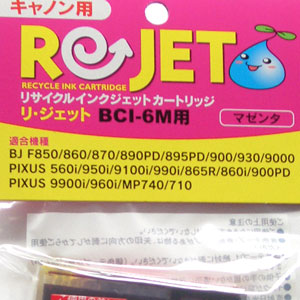 キャノン用
REJET
RECYCLE INK CARTRIDGE
リサイクルインクジェットカートリッジ
リ・ジェット BCI-6M用
マゼンタ
適合機種
BJ F850/860/870/890PD/895PD/900/930/9000
PIXUS 560i/950i/9100i/990i/865R/860i/900PD
PIXUS 9900i/960i/MP740/710